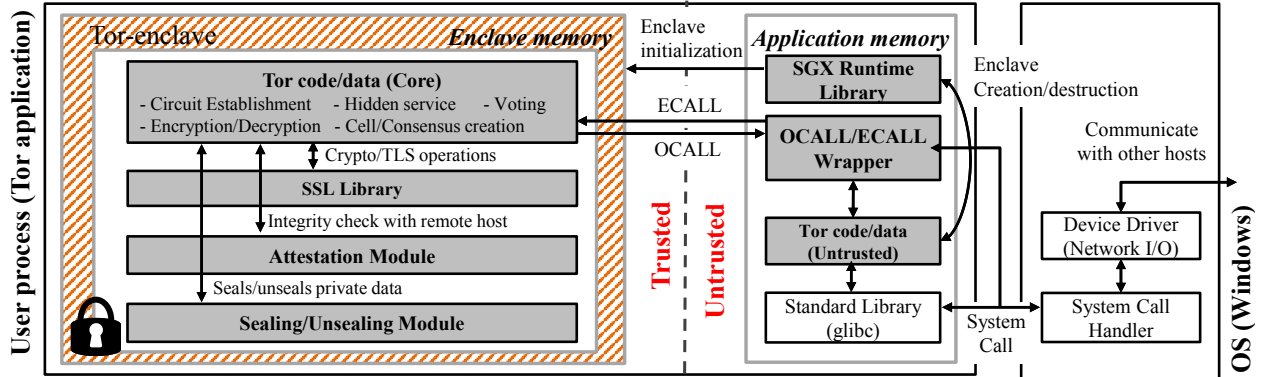 User process (Tor application)
Tor-enclave
Enclave memory
Tor code/data (Core)
- Circuit Establishment - Hidden service - Voting
- Encryption/Decryption - Cell/Consensus creation
Crypto/TLS operations
SSL Library
Integrity check with remote host
Attestation Module
Seals/unseals private data
Sealing/Unsealing Module
Enclave
initialization
ECALL
OCALL
Trusted
Untrusted
Application memory
SGX Runtime
Library
OCALL/ECALL
Wrapper
Tor code/data
(Untrusted)
Standard Library
(glibc)
Enclave
Creation/destruction
System
Call
Communicate
with other hosts
Device Driver
(Network I/O)
System Call
Handler
OS (Windows)